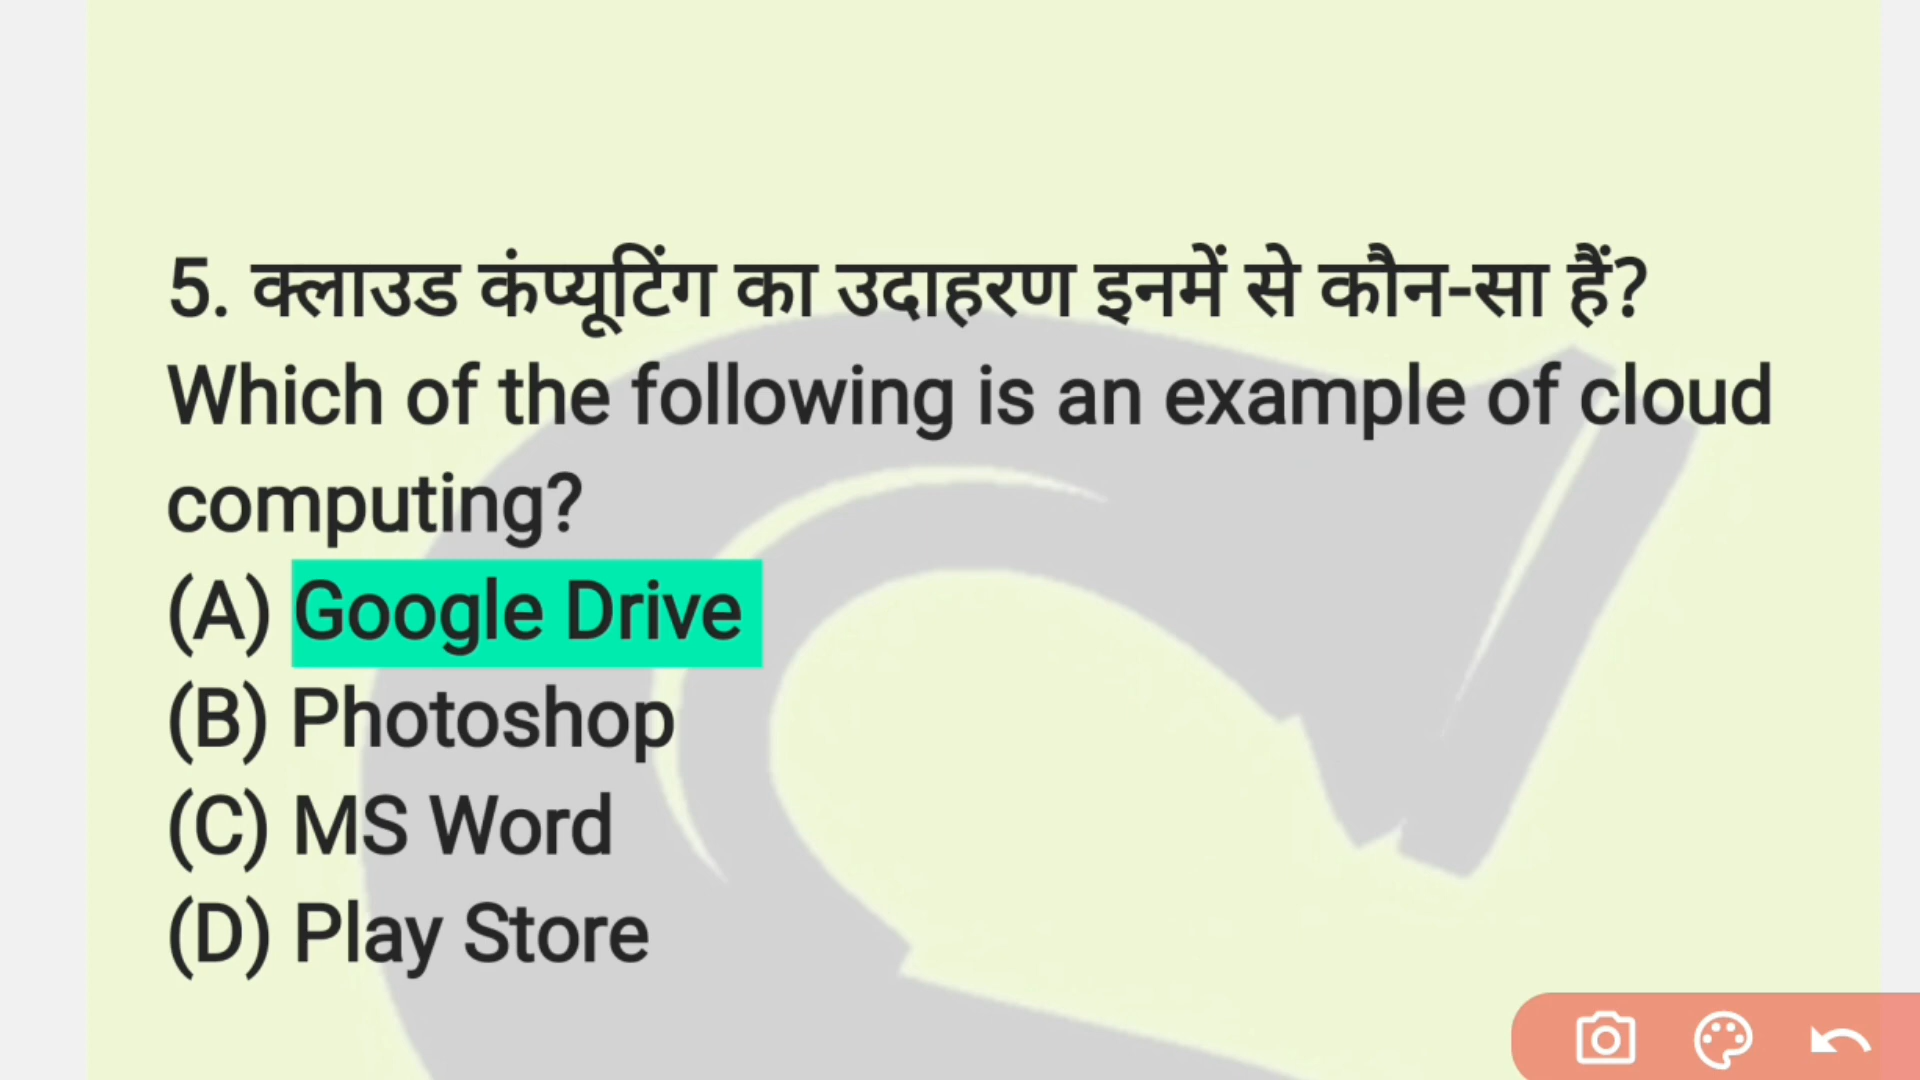 5. क्लाउड कंप्यूटिंग का उदाहरण इनमें से कौन-सा हैं?
Which of the following is an example of cloud
computing?
(A) Google Drive
(B) Photoshop
(C) MS Word
(D) Play Store